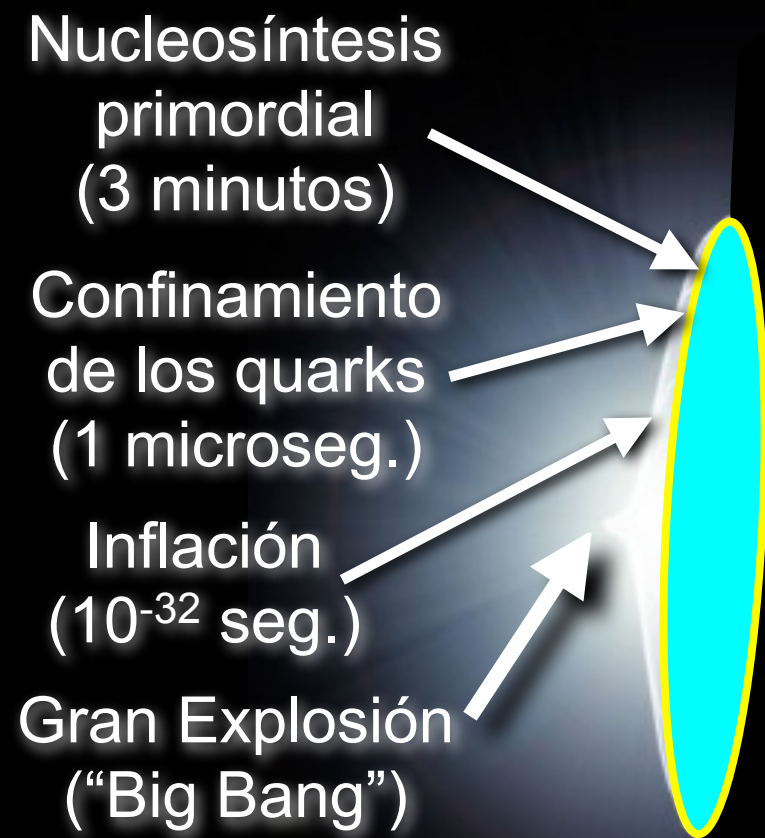 Nucleosíntesis
primordial
(3 minutos)
Confinamiento
de los quarks
(1 microseg.)
Inflación
(10⁻³² seg.)
Gran Explosión
(“Big Bang”)